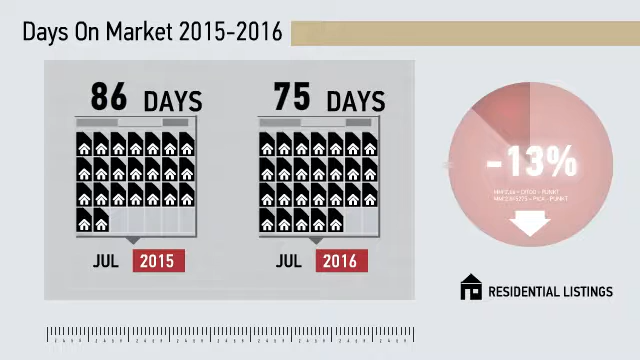 Days On Market 2015-2016
86 DAYS
75 DAYS
-13%
JUL 2015
JUL 2016
RESIDENTIAL LISTINGS